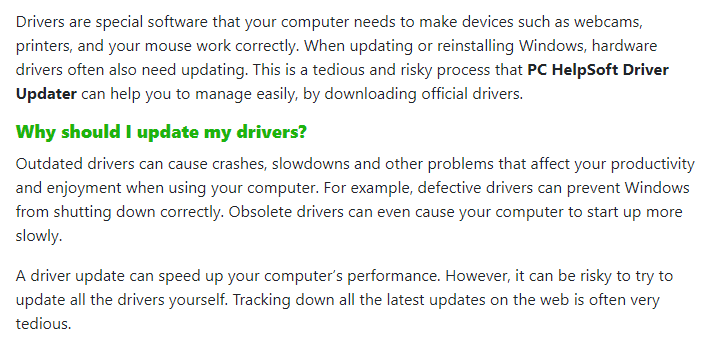 Drivers are special software that your computer needs to make devices such as webcams,
printers, and your mouse work correctly. When updating or reinstalling Windows, hardware
drivers often also need updating. This is a tedious and risky process that PC HelpSoft Driver
Updater can help you to manage easily, by downloading official drivers.
Why should I update my drivers?
Outdated drivers can cause crashes, slowdowns and other problems that affect your productivity
and enjoyment when using your computer. For example, defective drivers can prevent Windows
from shutting down correctly. Obsolete drivers can even cause your computer to start up more
slowly.
A driver update can speed up your computer’s performance. However, it can be risky to try to
update all the drivers yourself. Tracking down all the latest updates on the web is often very
tedious.